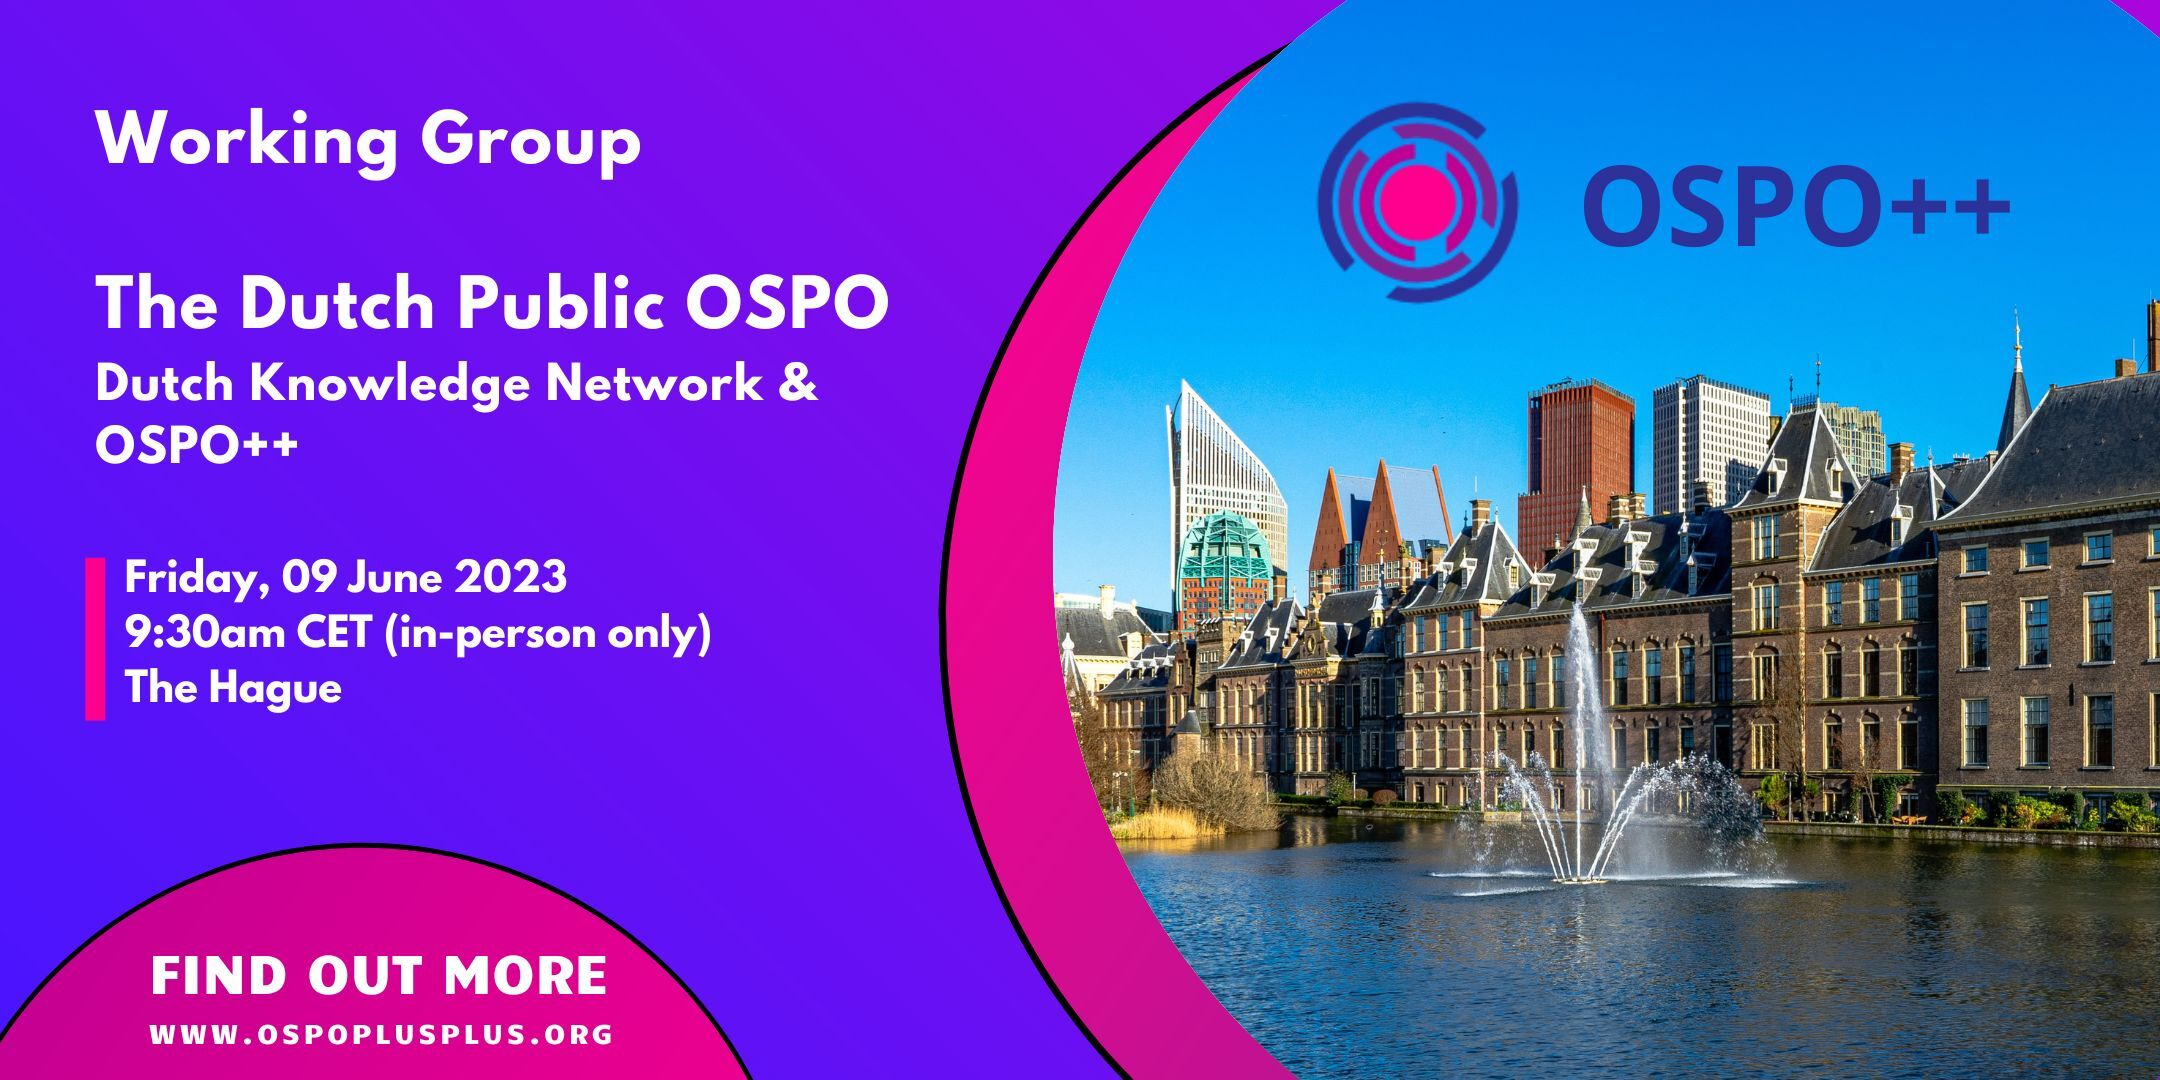 Working Group
The Dutch Public OSPO
Dutch Knowledge Network &
OSPO++
Friday, 09 June 2023
9:30am CET (in-person only)
The Hague
FIND OUT MORE
WWW.OSPOPLUSPLUS.ORG
OSPO++